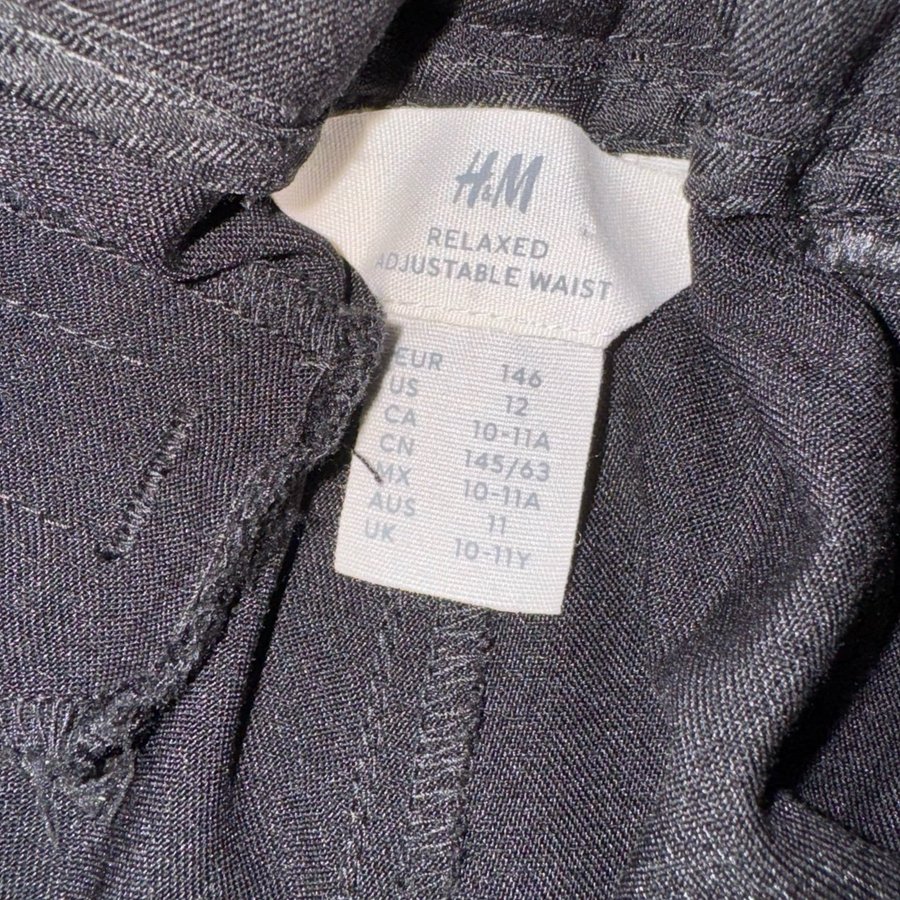 H&M
RELAXED
ADJUSTABLE WAIST
EUR 146
US 12
CA 10-11A
CN 145/63
MX 10-11A
AUS 11
UK 10-11Y